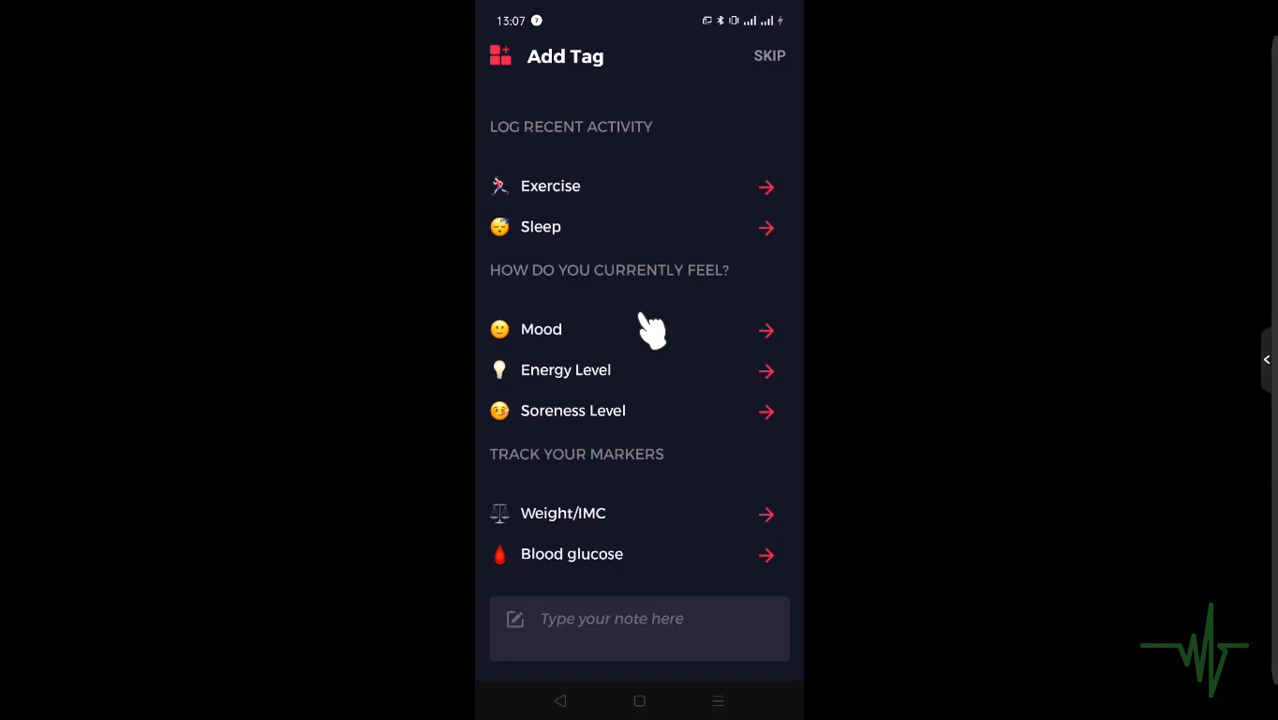 13:07
Add Tag
SKIP
LOG RECENT ACTIVITY
Exercise
Sleep
HOW DO YOU CURRENTLY FEEL?
Mood
Energy Level
Soreness Level
TRACK YOUR MARKERS
Weight/IMC
Blood glucose
Type your note here